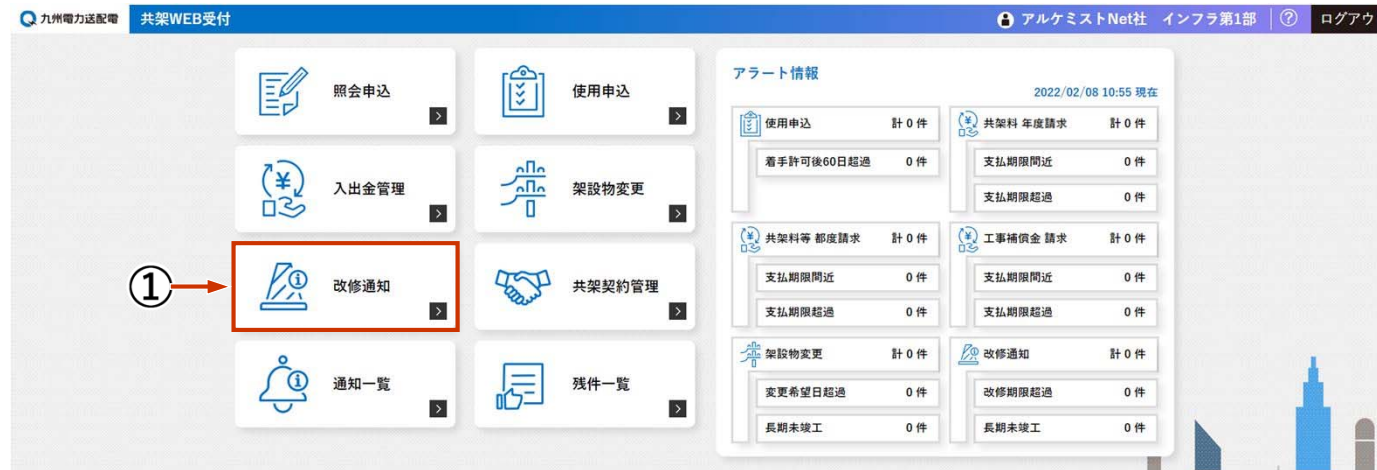 九州電力送配電 共架WEB受付 アルケミストNet社 インフラ第1部 ? ログアウ
照会申込
使用申込
入出金管理
架設物変更
①
改修通知
共架契約管理
通知一覧
残件一覧
アラート情報
2022/02/08 10:55 現在
使用申込 計 0 件
着手許可後60日超過 0 件
共架料 年度請求 計 0 件
支払期限間近 0 件
支払期限超過 0 件
共架料等 都度請求 計 0 件
支払期限間近 0 件
支払期限超過 0 件
工事補償金 請求 計 0 件
支払期限間近 0 件
支払期限超過 0 件
架設物変更 計 0 件
変更希望日超過 0 件
長期未竣工 0 件
改修通知 計 0 件
改修期限超過 0 件
長期未竣工 0 件